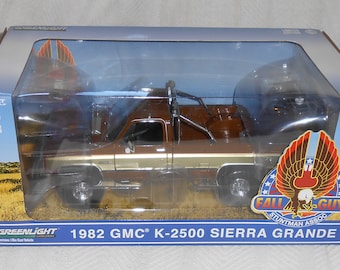 FALL GUY
STUNTMAN ASSOC
GREENLIGHT
1982 GMC® K-2500 SIERRA GRANDE